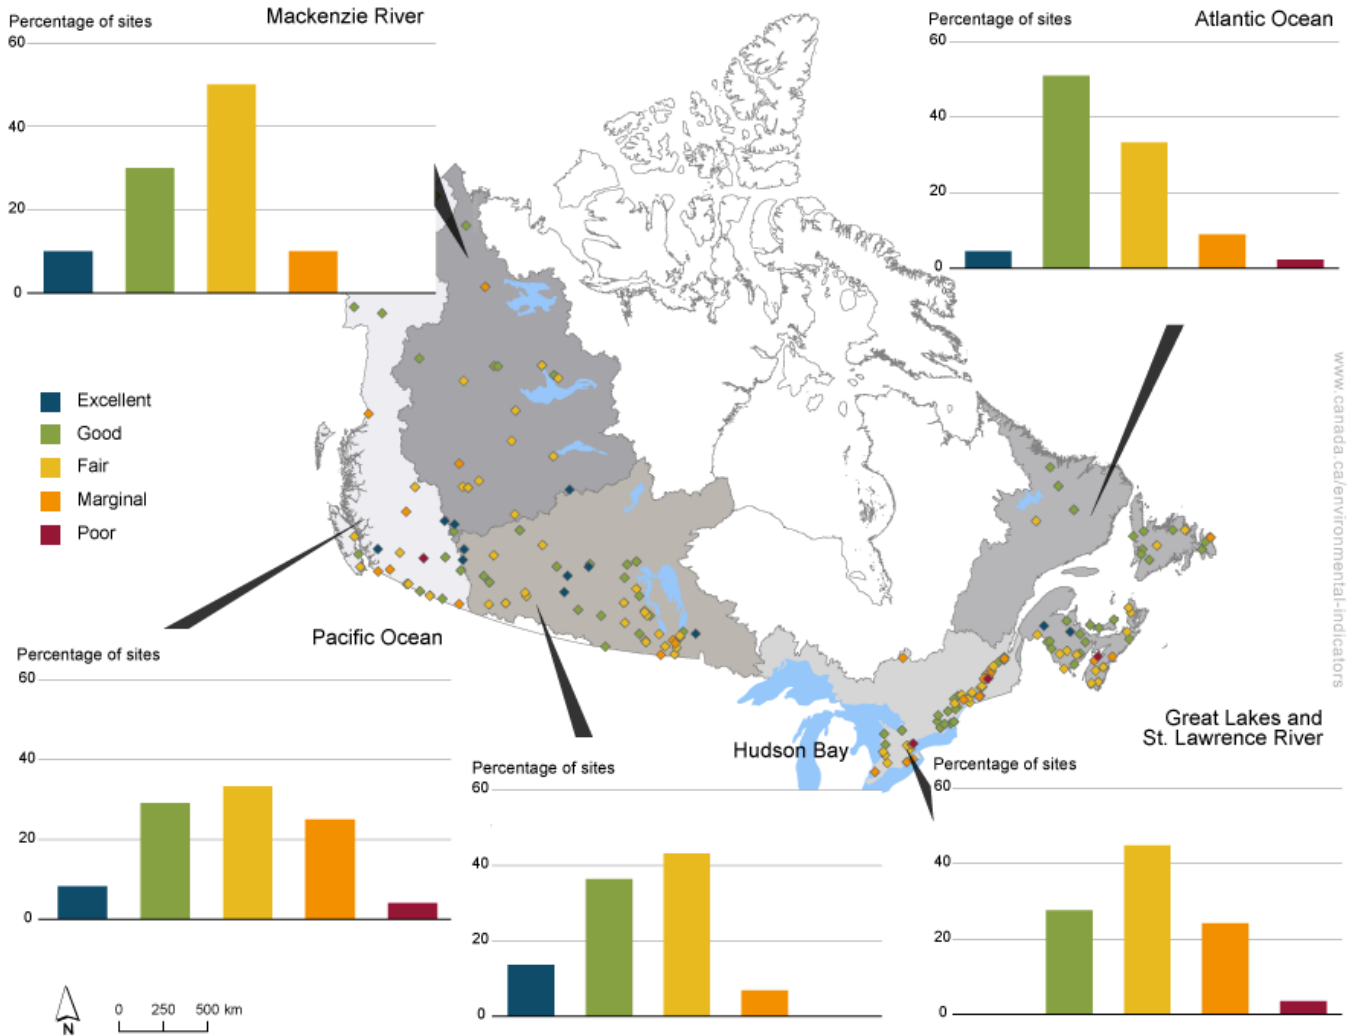 Mackenzie River
Percentage of sites
60
40
20
0
Atlantic Ocean
Percentage of sites
60
40
20
0
Excellent
Good
Fair
Marginal
Poor
www.canada.ca/environmental-indicators
Pacific Ocean
Percentage of sites
60
40
20
0
Hudson Bay
Percentage of sites
60
40
20
0
Great Lakes and
St. Lawrence River
Percentage of sites
60
40
20
0
N
0 250 500 km